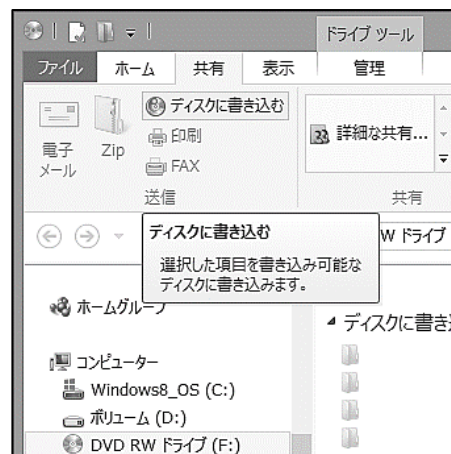 ドライブ ツール
ファイル ホーム 共有 表示 管理
電子
メール
Zip
ディスクに書き込む
印刷
FAX
送信
詳細な共有...
共有
W ドライブ
ディスクに書き込む
選択した項目を書き込み可能な
ディスクに書き込みます。
ホームグループ
ディスクに書き
コンピューター
Windows8_OS (C:)
ボリューム (D:)
DVD RW ドライブ (F:)